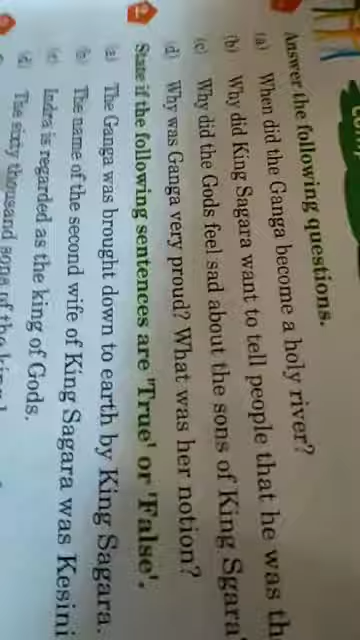 Answer the following questions.
(a) When did the Ganga become a holy river?
(b) Why did King Sagara want to tell people that he was th
(c) Why did the Gods feel sad about the sons of King Sgara
(d) Why was Ganga very proud? What was her notion?
2 State if the following sentences are 'True' or 'False'.
(a) The Ganga was brought down to earth by King Sagara.
(b) The name of the second wife of King Sagara was Kesini
(c) Indra is regarded as the king of Gods.
(d) The sixty thousand sons of the